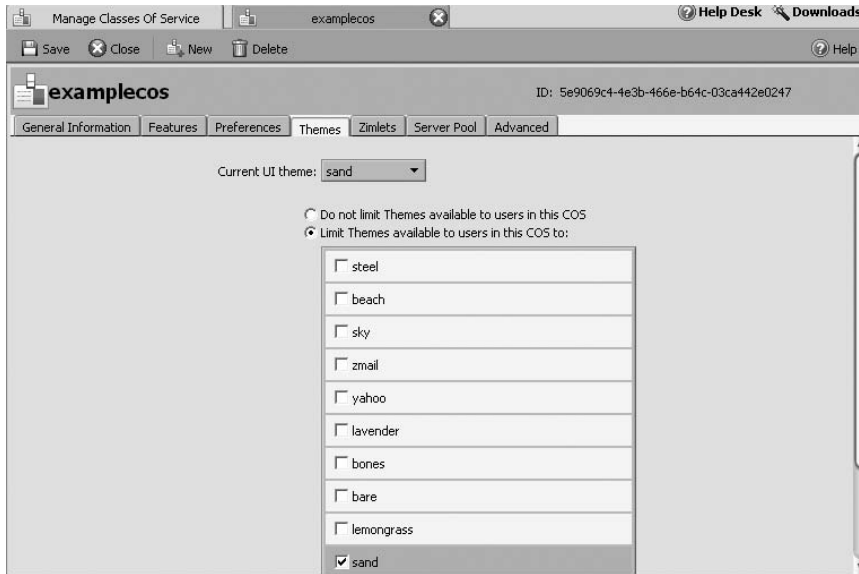 Manage Classes Of Service examplecos Help Desk Downloads
Save Close New Delete Help
examplecos ID: 5e9069c4-4e3b-466e-b64c-03ca442e0247
General Information Features Preferences Themes Zimlets Server Pool Advanced
Current UI theme: sand
Do not limit Themes available to users in this COS
Limit Themes available to users in this COS to:
steel
beach
sky
zmail
yahoo
lavender
bones
bare
lemongrass
sand